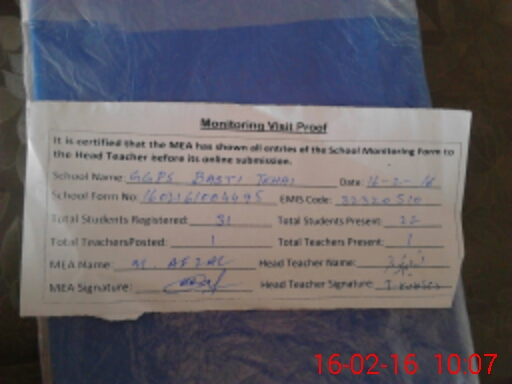 Monitoring Visit Proof
It is certified that the MEA has shown all entries of the School Monitoring Form to
the Head Teacher before its online submission.
School Name: GGPS BASTI Date: 16-2-16
School Form No: 1602161004495 EMIS Code: 32320510
Total Students Registered: 31 Total Students Present: 22
Total Teachers Posted: 1 Total Teachers Present: 1
MEA Name: M. AFZAL Head Teacher Name:
MEA Signature: Head Teacher Signature:
16-02-16 10:07